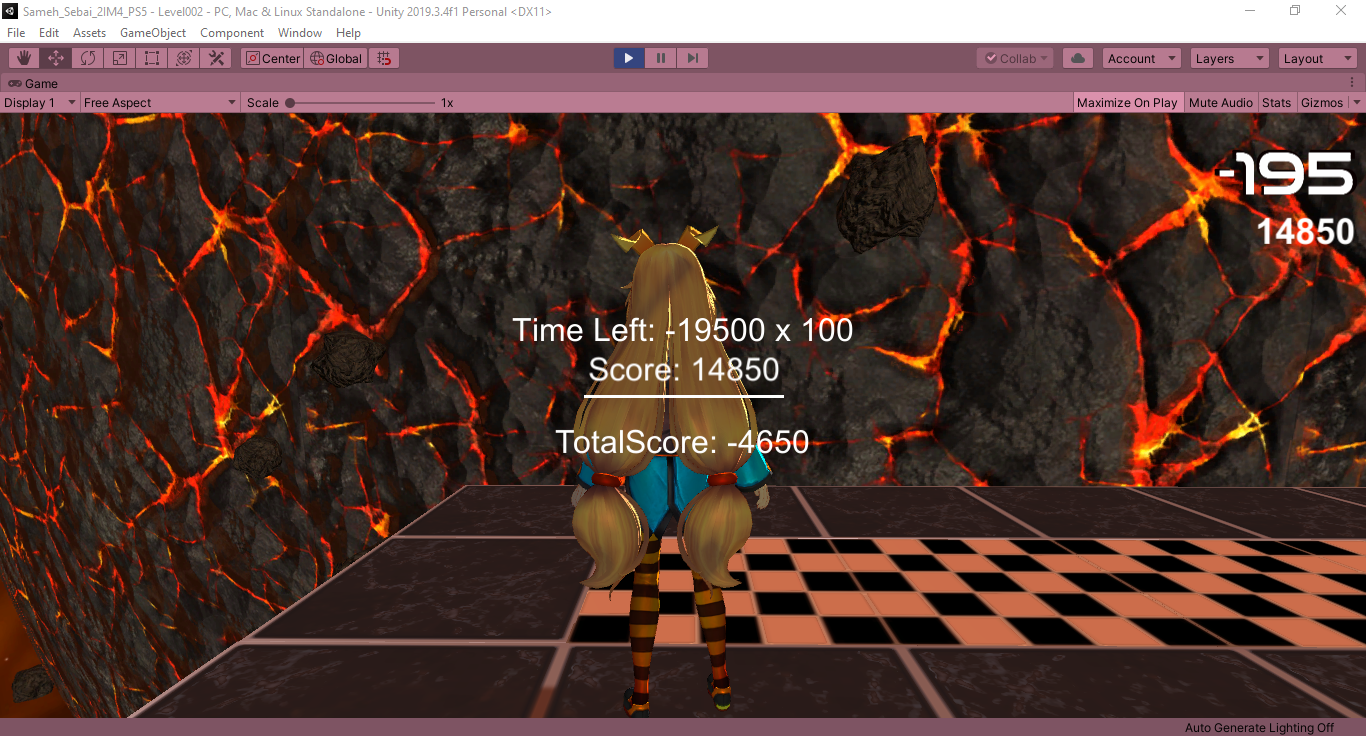 Sameh_Sebai_2IM4_PS5 - Level002 - PC, Mac & Linux Standalone - Unity 2019.3.4f1 Personal <DX11>
File Edit Assets GameObject Component Window Help
Center Global Collab Account Layers Layout
Game
Display 1 Free Aspect Scale 1x Maximize On Play Mute Audio Stats Gizmos
-195
14850
Time Left: -19500 x 100
Score: 14850
TotalScore: -4650
Auto Generate Lighting Off